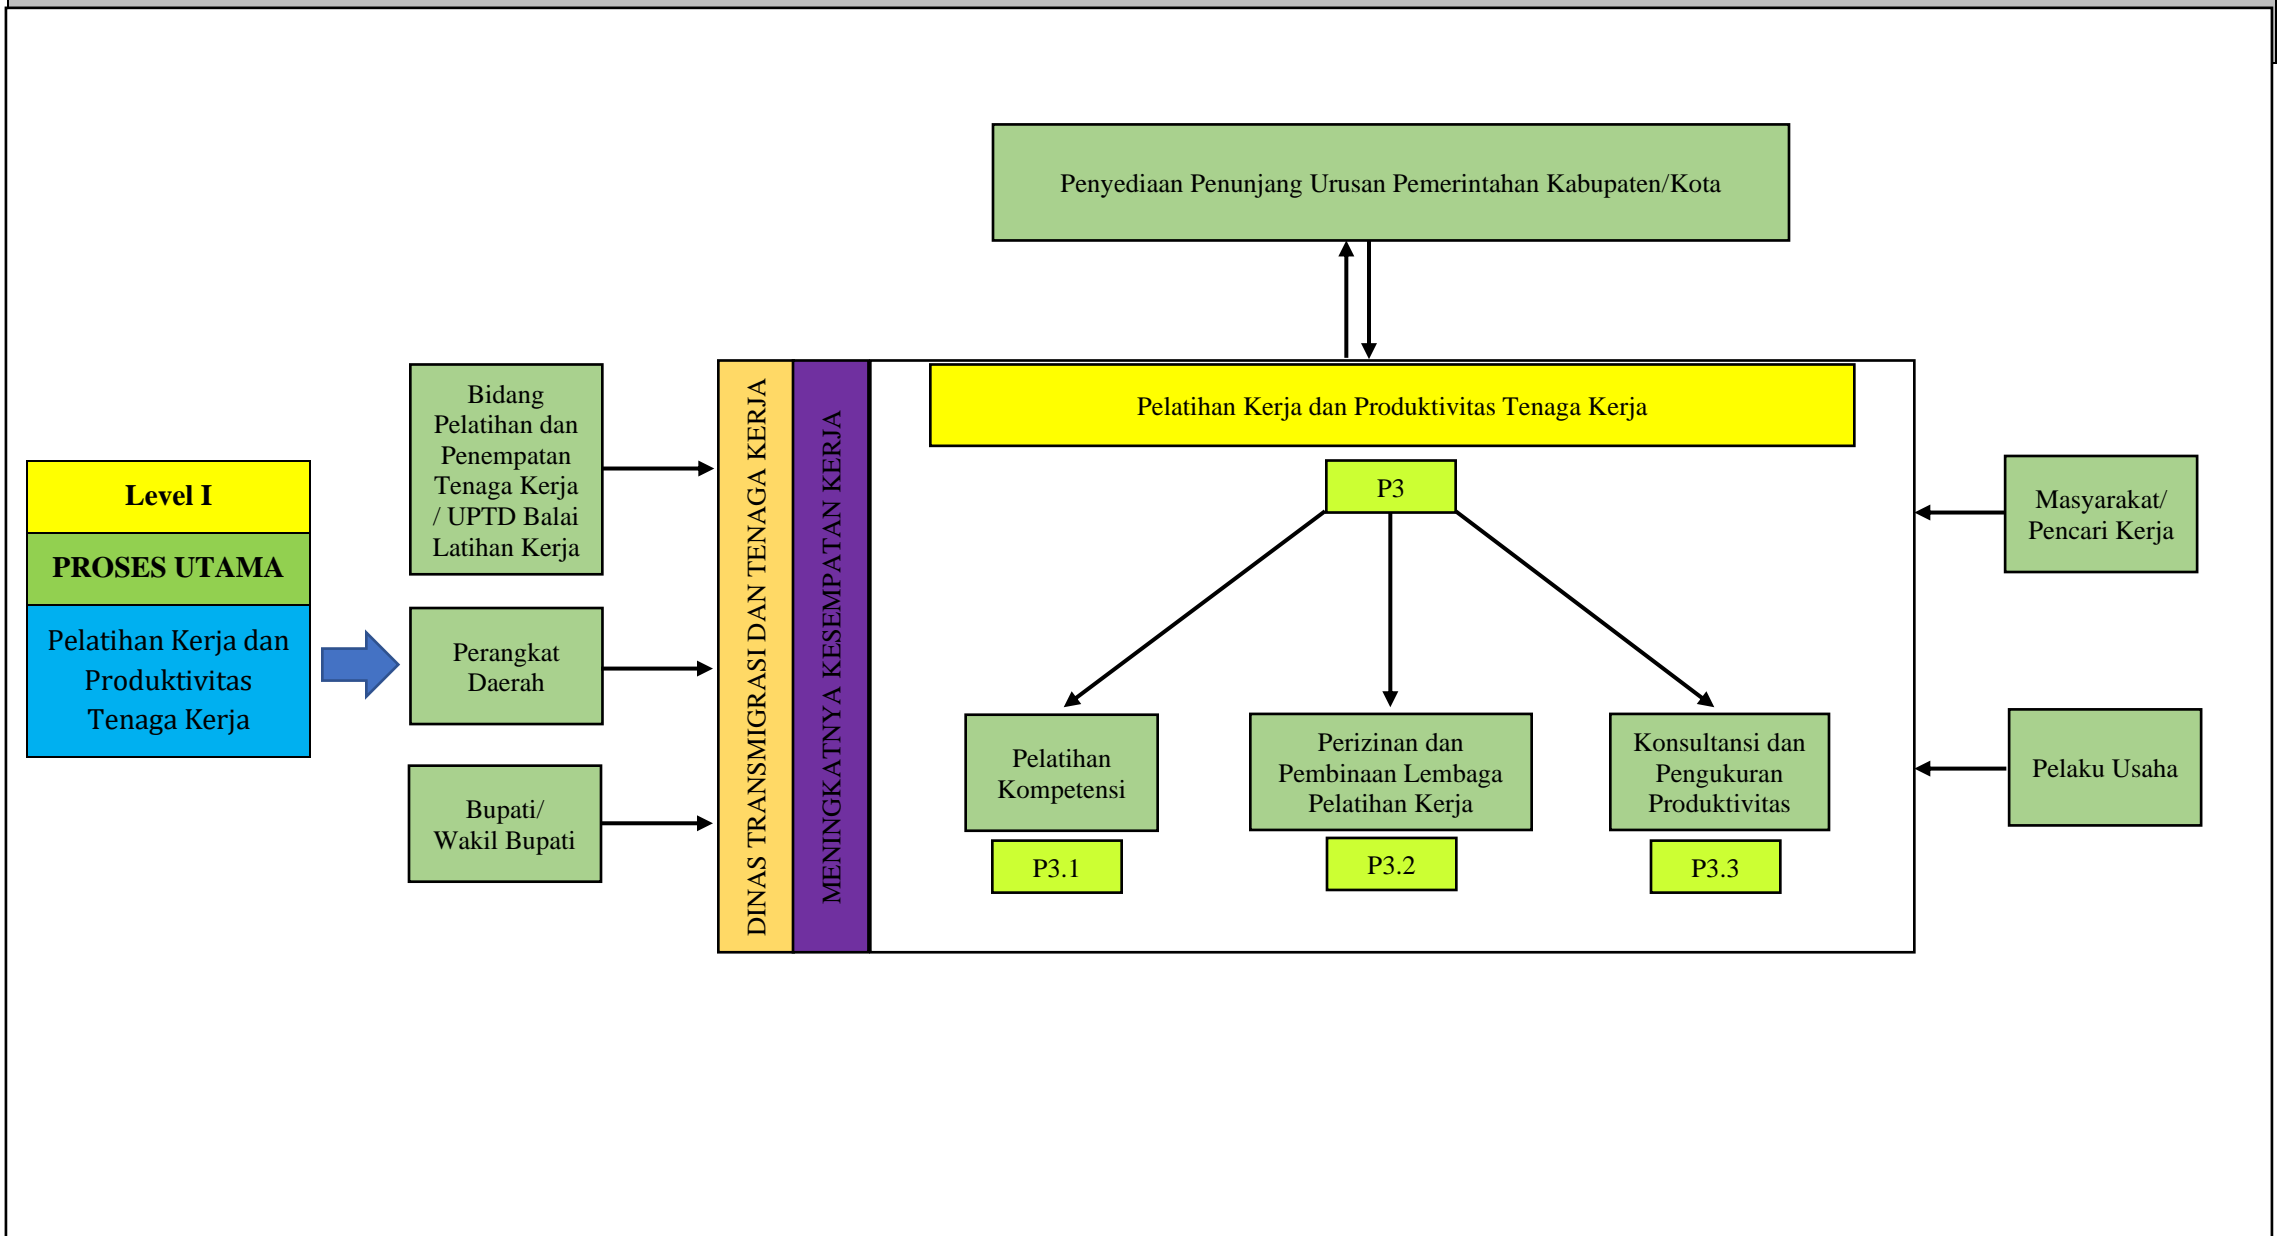 Penyediaan Penunjang Urusan Pemerintahan Kabupaten/Kota
Level I
PROSES UTAMA
Pelatihan Kerja dan
Produktivitas
Tenaga Kerja
Bidang
Pelatihan dan
Penempatan
Tenaga Kerja
/ UPTD Balai
Latihan Kerja
Perangkat
Daerah
Bupati/
Wakil Bupati
DINAS TRANSMIGRASI DAN TENAGA KERJA
MENINGKATNYA KESEMPATAN KERJA
Pelatihan Kerja dan Produktivitas Tenaga Kerja
P3
Pelatihan
Kompetensi
P3.1
Perizinan dan
Pembinaan Lembaga
Pelatihan Kerja
P3.2
Konsultansi dan
Pengukuran
Produktivitas
P3.3
Masyarakat/
Pencari Kerja
Pelaku Usaha